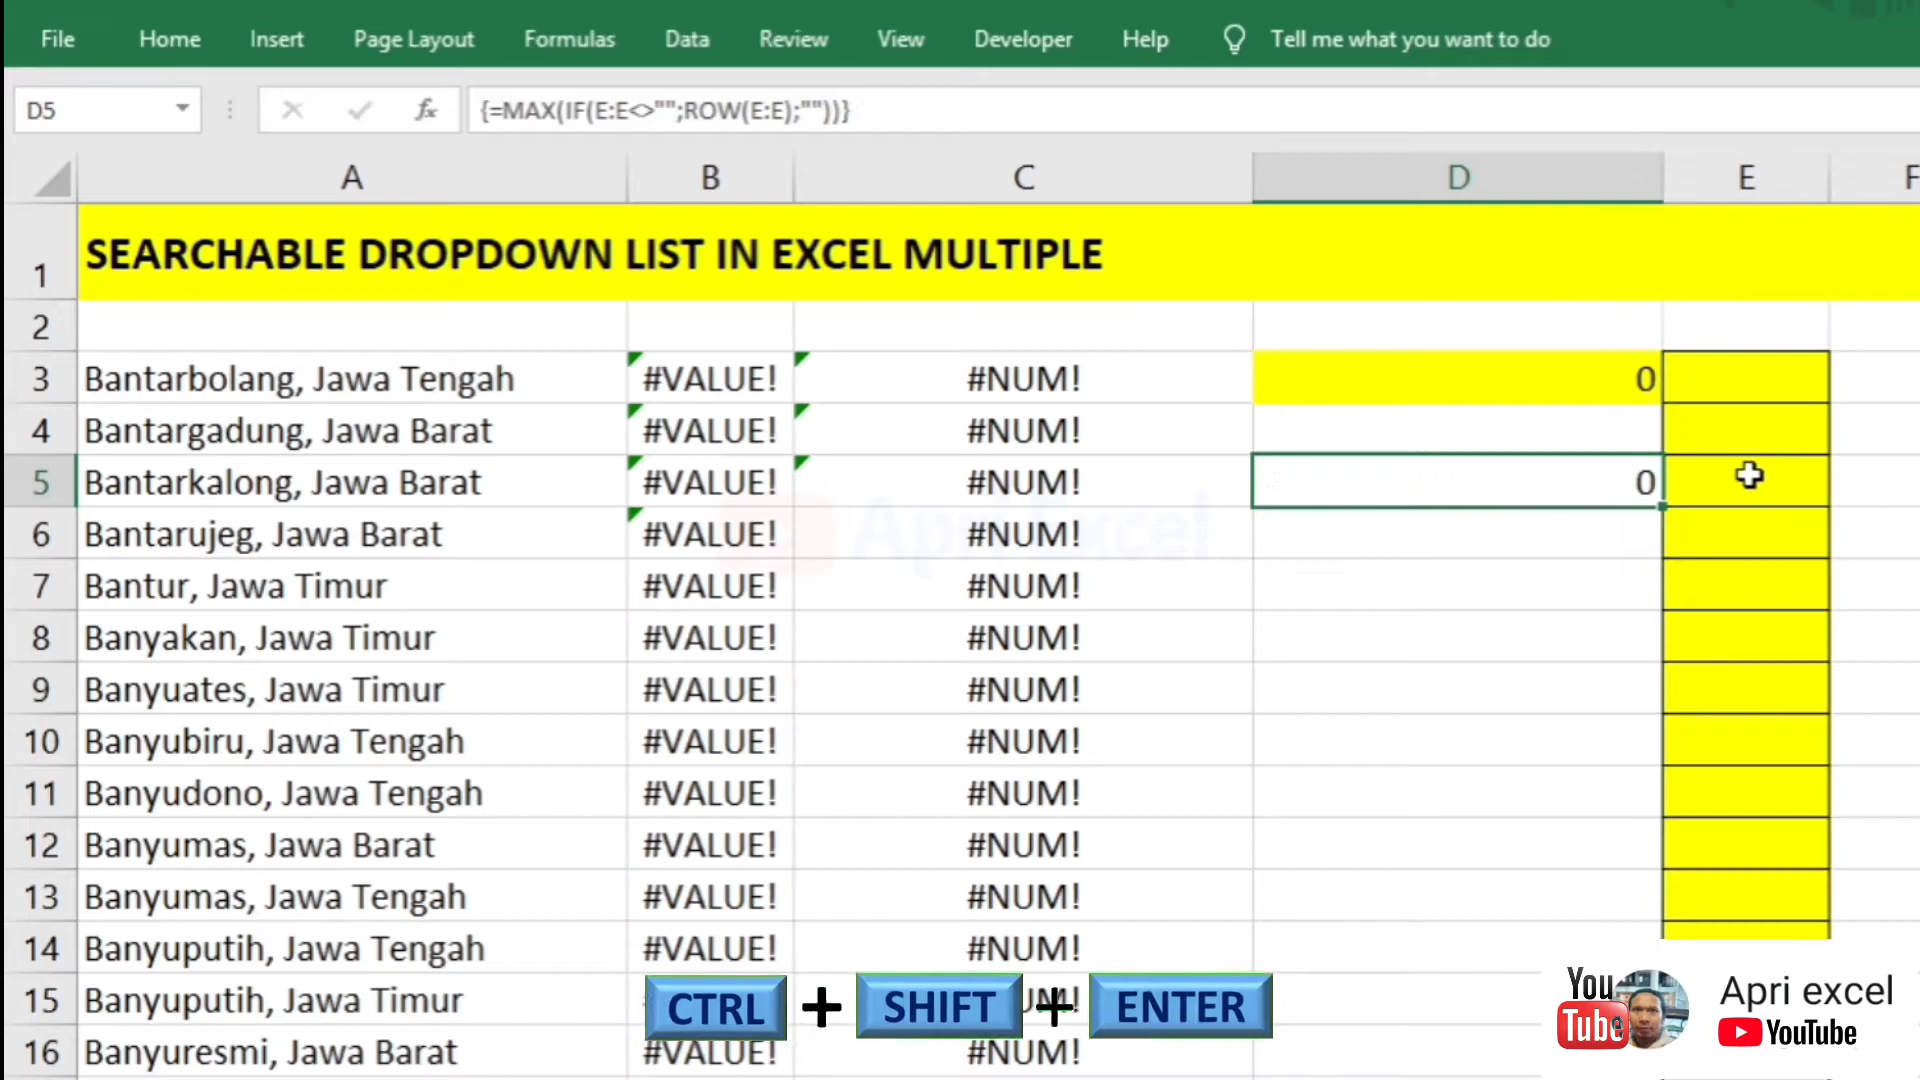 File Home Insert Page Layout Formulas Data Review View Developer Help Tell me what you want to do
D5 fx {=MAX(IF(E:E<>"";ROW(E:E);""))}
A B C D E F
1 SEARCHABLE DROPDOWN LIST IN EXCEL MULTIPLE
2
3 Bantarbolang, Jawa Tengah #VALUE! #NUM! 0
4 Bantargadung, Jawa Barat #VALUE! #NUM!
5 Bantarkalong, Jawa Barat #VALUE! #NUM! 0
6 Bantarujeg, Jawa Barat #VALUE! #NUM!
Apri Excel
7 Bantur, Jawa Timur #VALUE! #NUM!
8 Banyakan, Jawa Timur #VALUE! #NUM!
9 Banyuates, Jawa Timur #VALUE! #NUM!
10 Banyubiru, Jawa Tengah #VALUE! #NUM!
11 Banyudono, Jawa Tengah #VALUE! #NUM!
12 Banyumas, Jawa Barat #VALUE! #NUM!
13 Banyumas, Jawa Tengah #VALUE! #NUM!
14 Banyuputih, Jawa Tengah #VALUE! #NUM!
15 Banyuputih, Jawa Timur
CTRL + SHIFT + ENTER
16 Banyuresmi, Jawa Barat #VALUE! #NUM!
You
Tube
Apri excel
YouTube